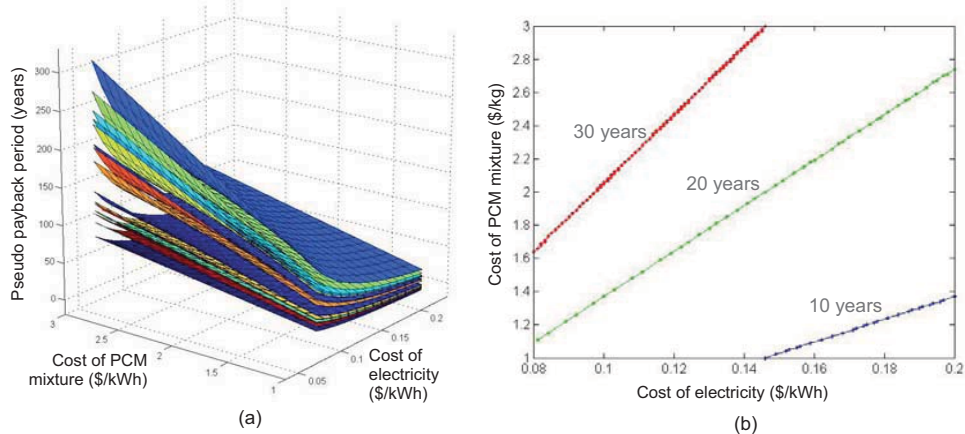 Pseudo payback period (years)
300
250
200
150
100
50
0
3
2.5
2
1.5
1
0.05
0.1
0.15
0.2
Cost of PCM
mixture ($/kWh)
Cost of
electricity
($/kWh)
(a)
Cost of PCM mixture ($/kg)
3
2.8
2.6
2.4
2.2
2
1.8
1.6
1.4
1.2
1
30 years
20 years
10 years
0.08
0.1
0.12
0.14
0.16
0.18
0.2
Cost of electricity ($/kWh)
(b)